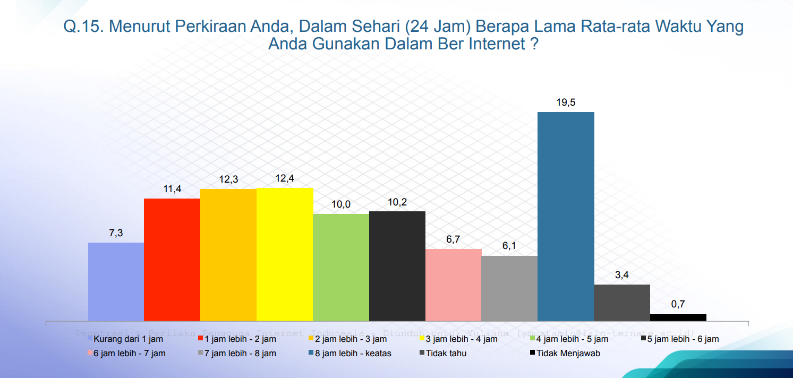 Q.15. Menurut Perkiraan Anda, Dalam Sehari (24 Jam) Berapa Lama Rata-rata Waktu Yang
Anda Gunakan Dalam Ber Internet ?
7,3
11,4
12,3
12,4
10,0
10,2
6,7
6,1
19,5
3,4
0,7
Kurang dari 1 jam
1 jam lebih - 2 jam
2 jam lebih - 3 jam
3 jam lebih - 4 jam
4 jam lebih - 5 jam
5 jam lebih - 6 jam
6 jam lebih - 7 jam
7 jam lebih - 8 jam
8 jam lebih - keatas
Tidak tahu
Tidak Menjawab